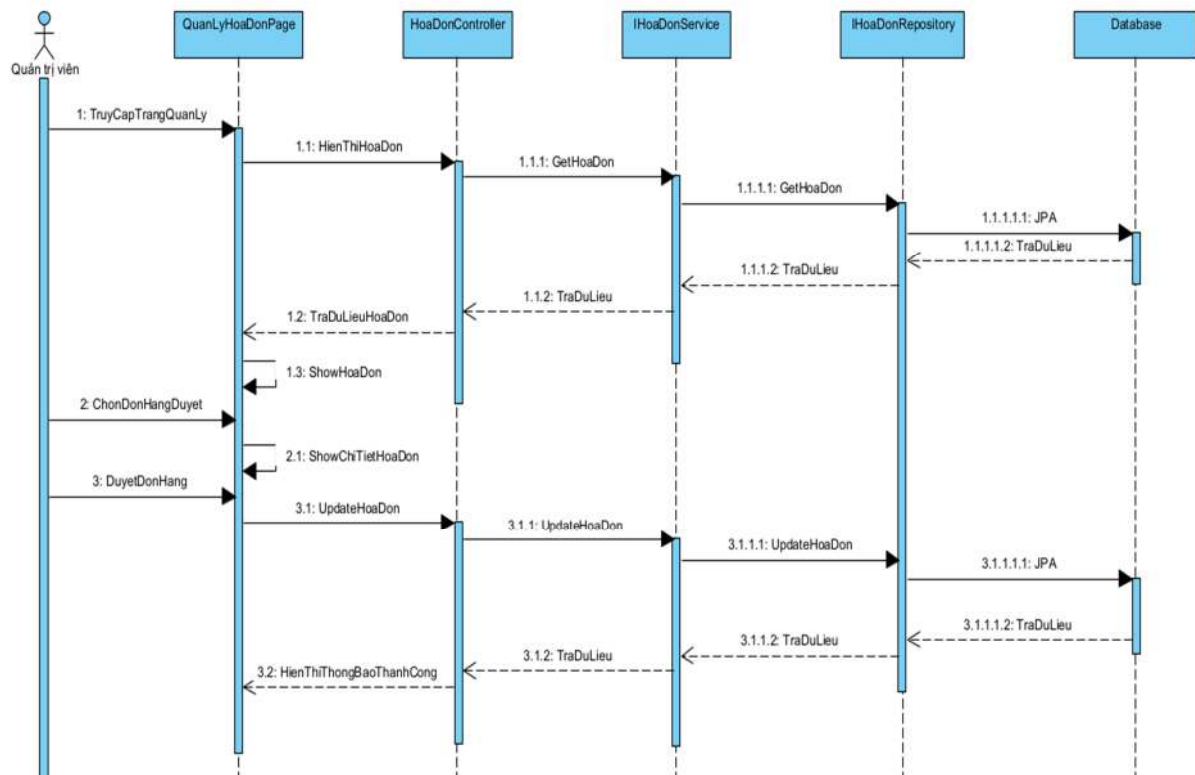 QuanLyHoaDonPage
HoaDonController
IHoaDonService
IHoaDonRepository
Database
Quản trị viên
1: TruyCapTrangQuanLy
1.1: HienThiHoaDon
1.1.1: GetHoaDon
1.1.1.1: GetHoaDon
1.1.1.1.1: JPA
1.1.1.1.2: TraDuLieu
1.1.1.2: TraDuLieu
1.1.2: TraDuLieu
1.2: TraDuLieuHoaDon
1.3: ShowHoaDon
2: ChonDonHangDuyet
2.1: ShowChiTietHoaDon
3: DuyetDonHang
3.1: UpdateHoaDon
3.1.1: UpdateHoaDon
3.1.1.1: UpdateHoaDon
3.1.1.1.1: JPA
3.1.1.1.2: TraDuLieu
3.1.1.2: TraDuLieu
3.1.2: TraDuLieu
3.2: HienThiThongBaoThanhCong